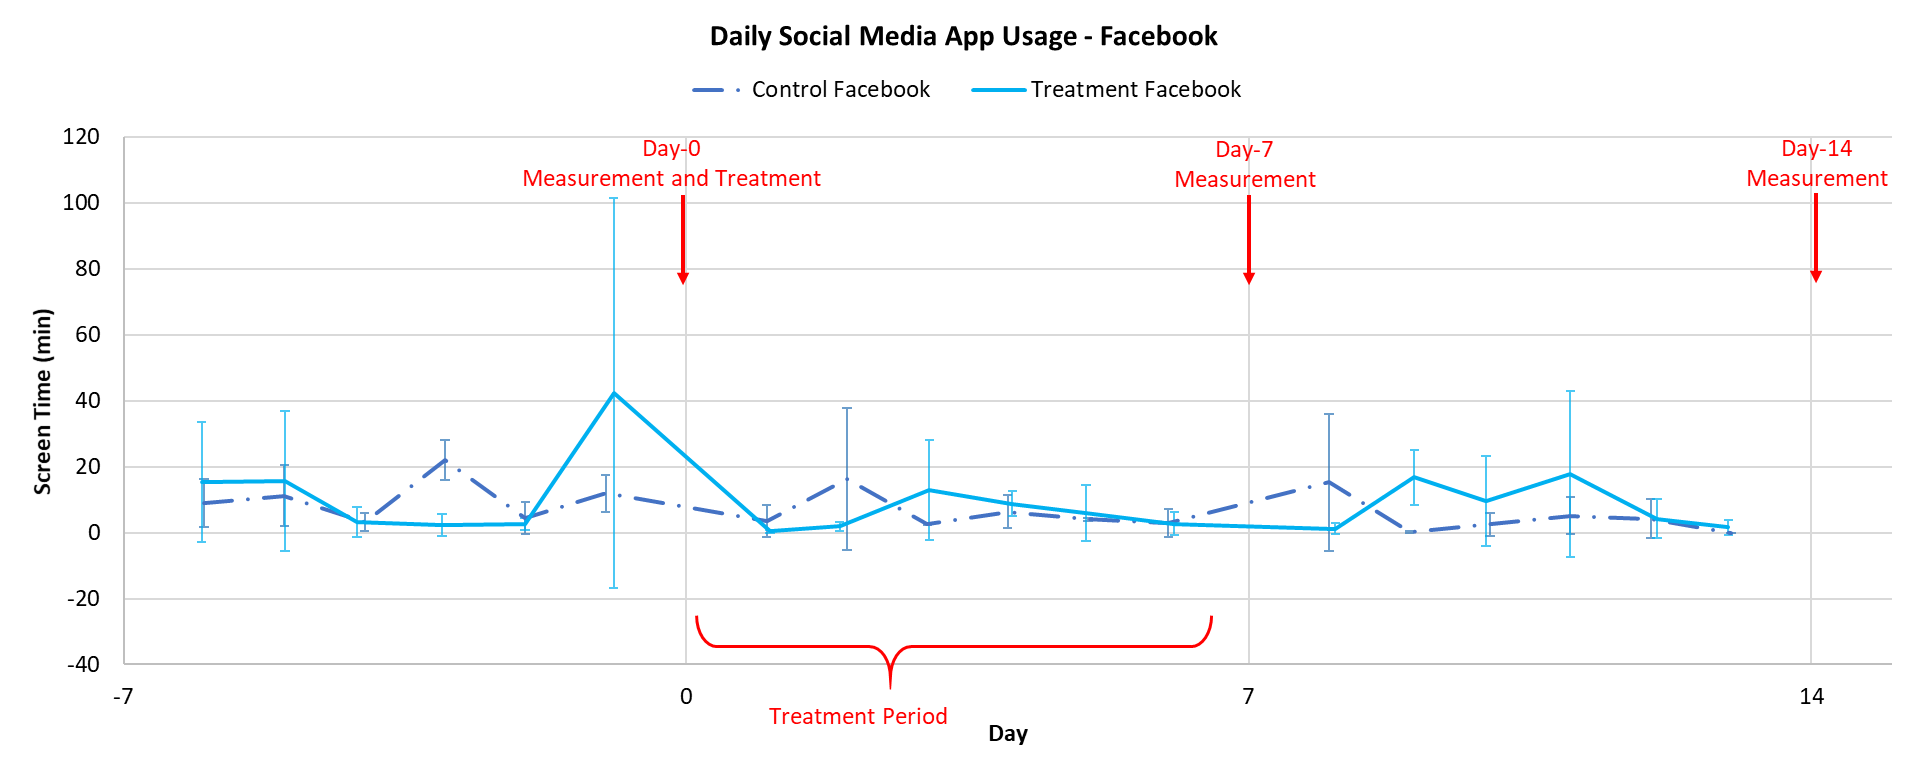 Daily Social Media App Usage - Facebook
Control Facebook Treatment Facebook
Day-0
Measurement and Treatment
Day-7
Measurement
Day-14
Measurement
Screen Time (min)
120
100
80
60
40
20
0
-20
-40
-7 0 7 14
Treatment Period
Day